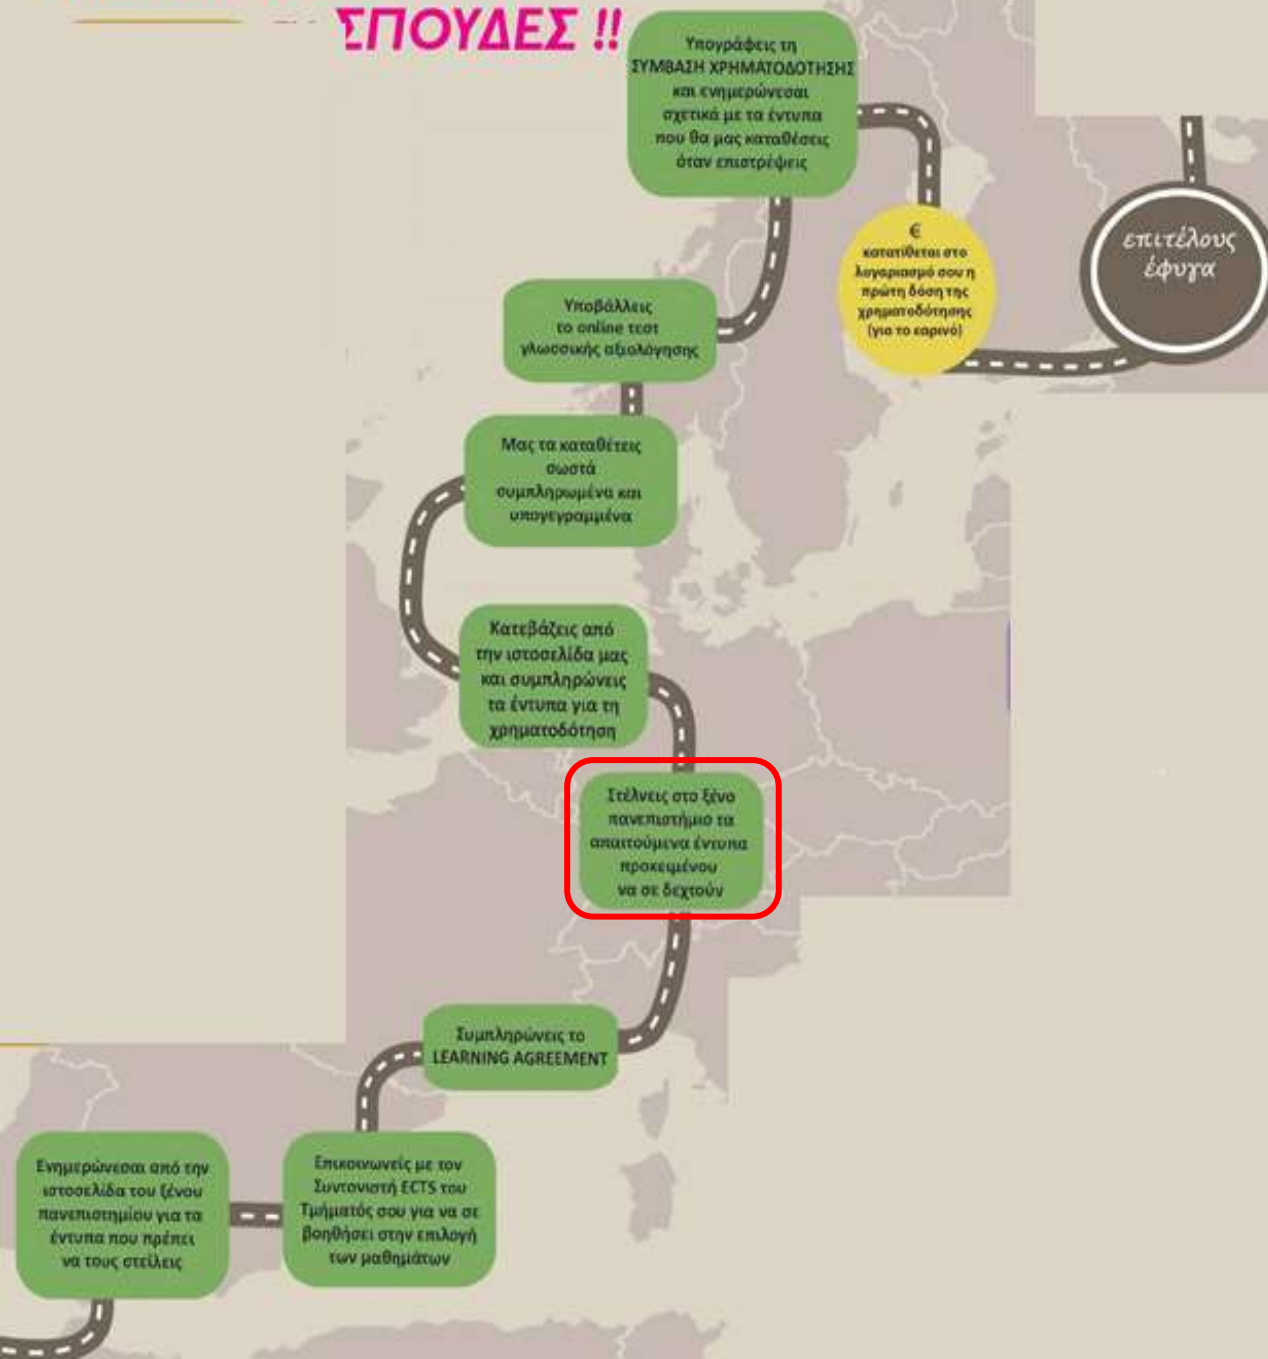 ΣΠΟΥΔΕΣ !!
Υπογράφεις τη
ΣΥΜΒΑΣΗ ΧΡΗΜΑΤΟΔΟΤΗΣΗΣ
και ενημερώνεσαι
σχετικά με τα έντυπα
που θα μας καταθέσεις
όταν επιστρέψεις
€
κατατίθεται στο
λογαριασμό σου η
πρώτη δόση της
χρηματοδότησης
(για το εαρινό)
επιτέλους
έφυγα
Υποβάλλεις
το online τεστ
γλωσσικής αξιολόγησης
Μας τα καταθέτεις
σωστά
συμπληρωμένα και
υπογεγραμμένα
Κατεβάζεις από
την ιστοσελίδα μας
και συμπληρώνεις
τα έντυπα για τη
χρηματοδότηση
Στέλνεις στο ξένο
πανεπιστήμιο τα
απαιτούμενα έντυπα
προκειμένου
να σε δεχτούν
Συμπληρώνεις το
LEARNING AGREEMENT
Ενημερώνεσαι από την
ιστοσελίδα του ξένου
πανεπιστημίου για τα
έντυπα που πρέπει
να τους στείλεις
Επικοινωνείς με τον
Συντονιστή ECTS του
Τμήματός σου για να σε
βοηθήσει στην επιλογή
των μαθημάτων